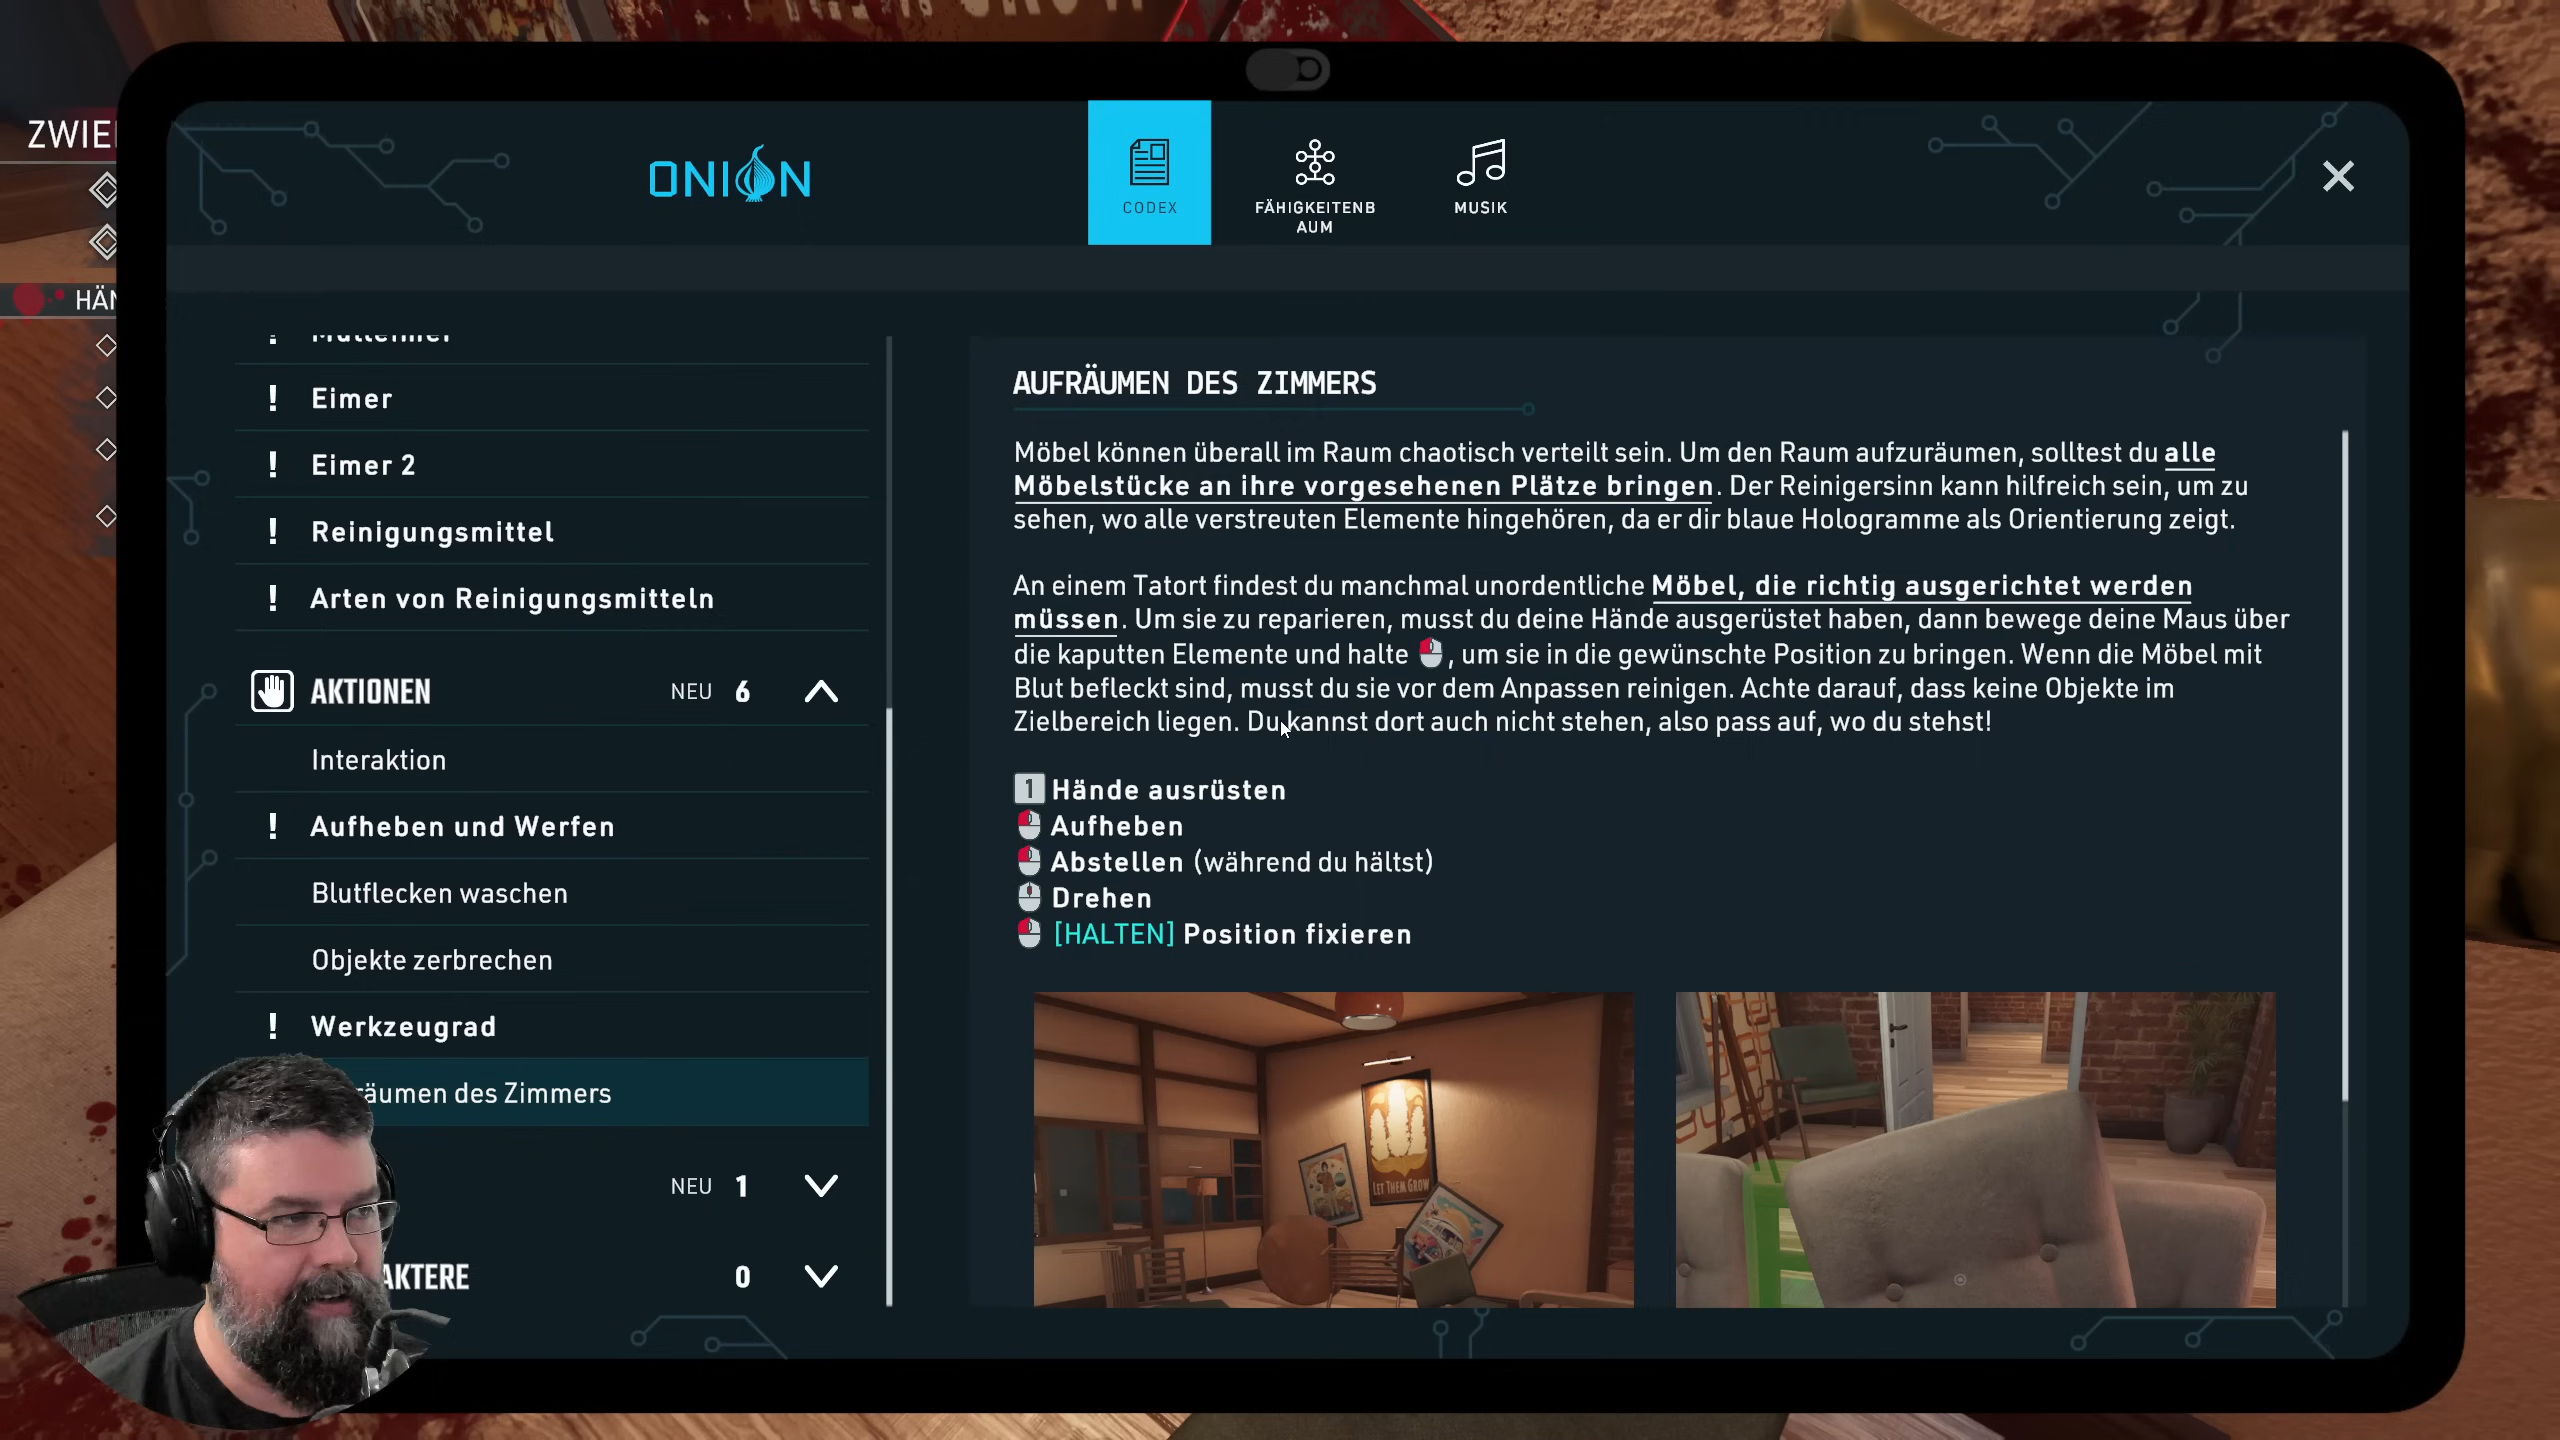 ZWIE
HÄN
ONION
CODEX
FÄHIGKEITENB
AUM
MUSIK
! Eimer
! Eimer 2
! Reinigungsmittel
! Arten von Reinigungsmitteln
AKTIONEN NEU 6
Interaktion
! Aufheben und Werfen
Blutflecken waschen
Objekte zerbrechen
! Werkzeugrad
räumen des Zimmers
NEU 1
AKTERE 0
AUFRÄUMEN DES ZIMMERS
Möbel können überall im Raum chaotisch verteilt sein. Um den Raum aufzuräumen, solltest du alle
Möbelstücke an ihre vorgesehenen Plätze bringen. Der Reinigersinn kann hilfreich sein, um zu
sehen, wo alle verstreuten Elemente hingehören, da er dir blaue Hologramme als Orientierung zeigt.
An einem Tatort findest du manchmal unordentliche Möbel, die richtig ausgerichtet werden
müssen. Um sie zu reparieren, musst du deine Hände ausgerüstet haben, dann bewege deine Maus über
die kaputten Elemente und halte , um sie in die gewünschte Position zu bringen. Wenn die Möbel mit
Blut befleckt sind, musst du sie vor dem Anpassen reinigen. Achte darauf, dass keine Objekte im
Zielbereich liegen. Du kannst dort auch nicht stehen, also pass auf, wo du stehst!
1 Hände ausrüsten
Aufheben
Abstellen (während du hältst)
Drehen
[HALTEN] Position fixieren
LET THEM GROW